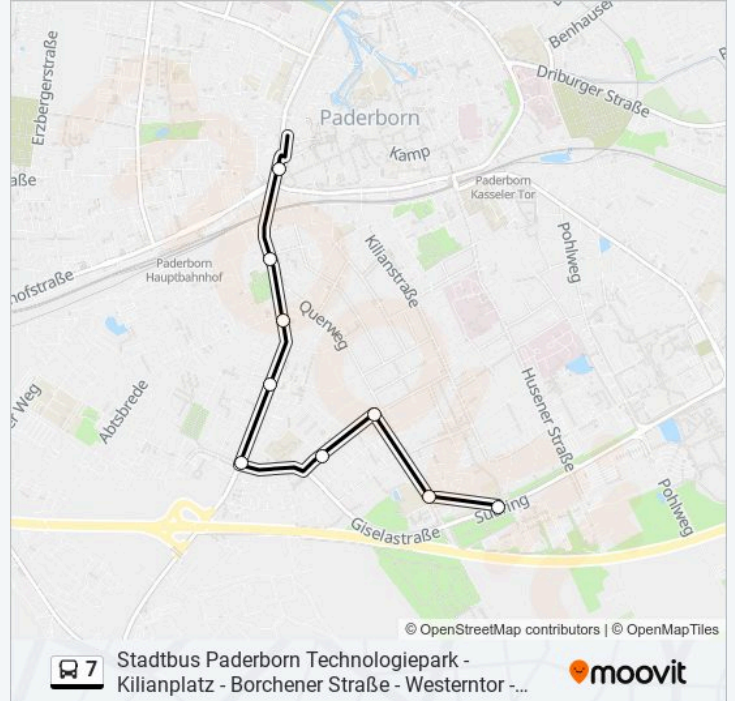 Benhauser
Erzbergerstraße
Driburger Straße
Paderborn
Kamp
aße
Paderborn
Kasseler Tor
Pohlweg
Kilianstraße
Paderborn
Hauptbahnhof
hofstraße
Querweg
Abtsbrede
er Weg
Husener Straße
Pohlweg
Giselastraße
© OpenStreetMap contributors | © OpenMapTiles
7
Stadtbus Paderborn Technologiepark -
Kilianplatz - Borchener Straße - Westerntor -...
moovit